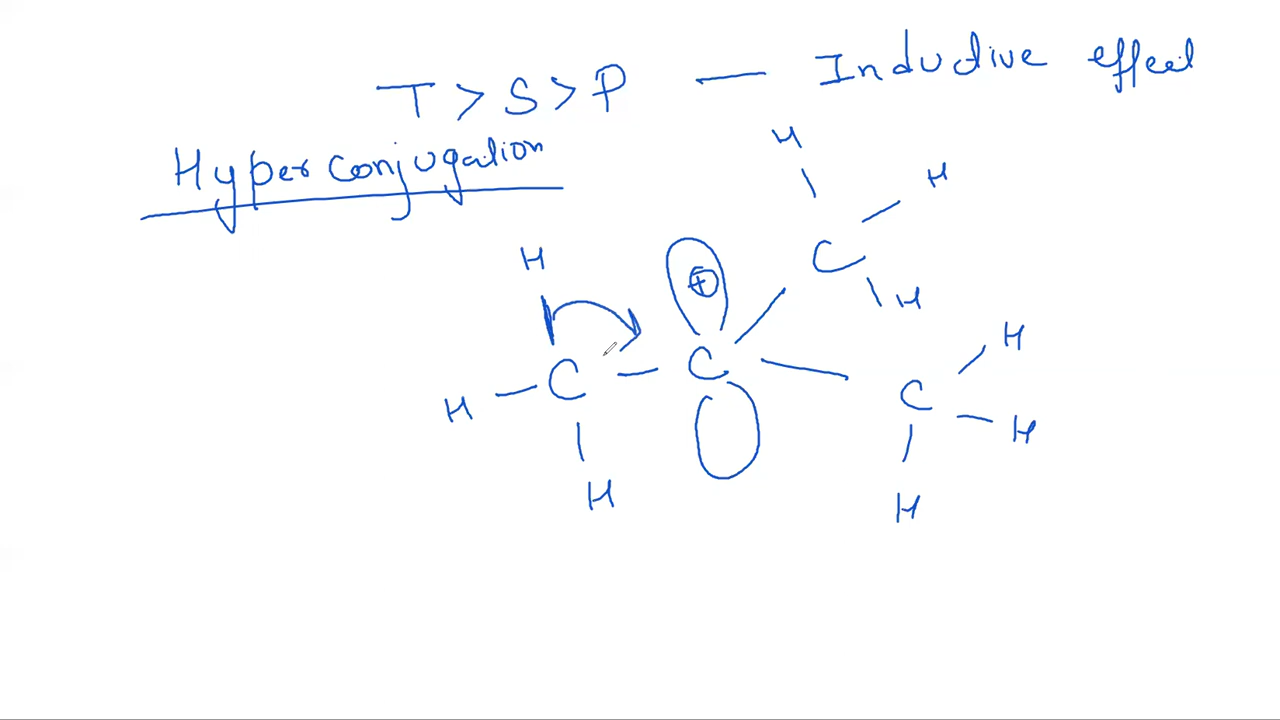 T > S > P — Inductive effect
Hyperconjugation
H
H
H
⊕
C
H
H
C
C
H
C
H
H
H
H